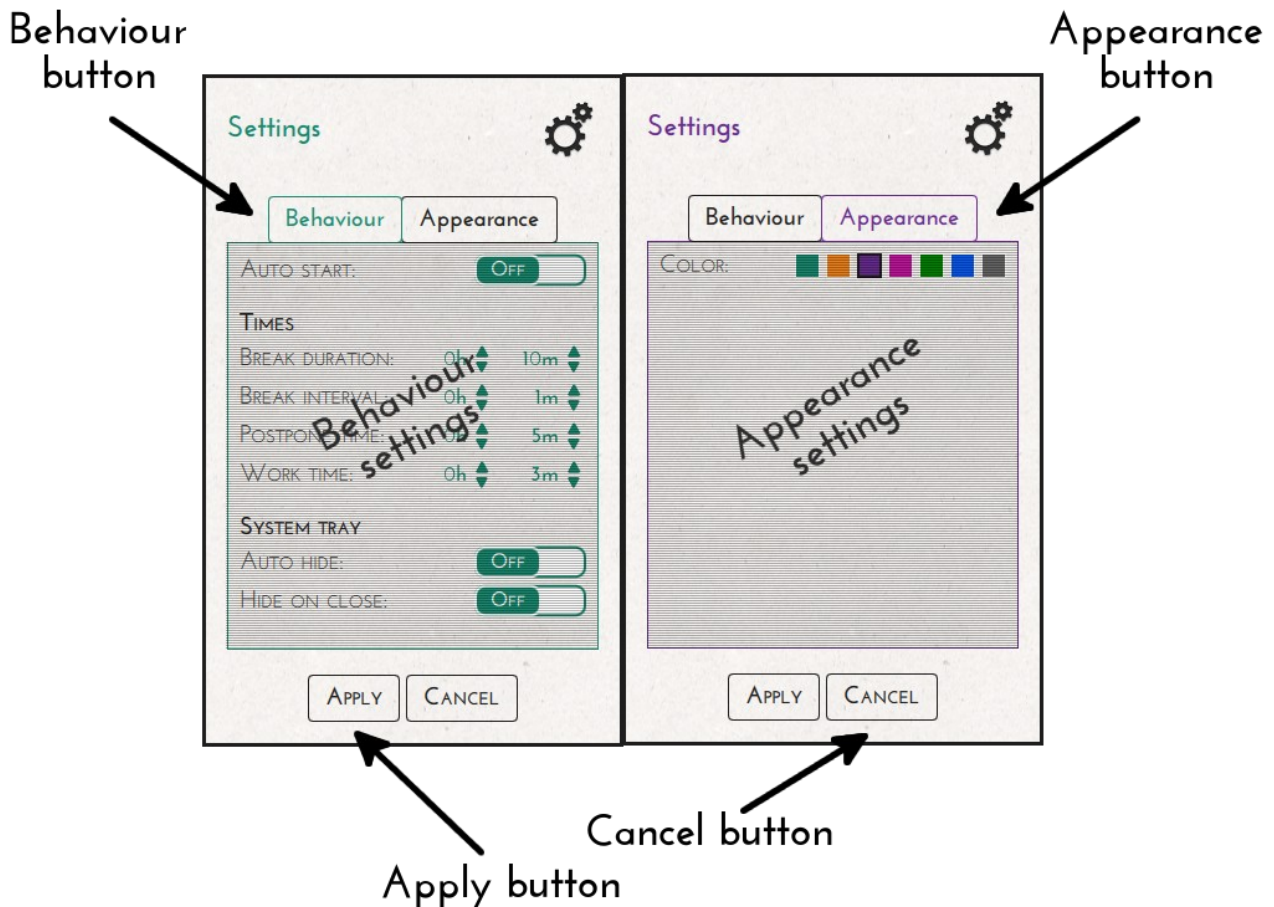 Behaviour
button
Appearance
button
Settings
Behaviour
Appearance
AUTO START:
OFF
TIMES
BREAK DURATION:
0h
10m
BREAK INTERVAL:
0h
1m
POSTPONE TIME:
0h
5m
WORK TIME:
0h
3m
Behaviour
settings
SYSTEM TRAY
AUTO HIDE:
OFF
HIDE ON CLOSE:
OFF
APPLY
CANCEL
Settings
Behaviour
Appearance
COLOR:
Appearance
settings
APPLY
CANCEL
Cancel button
Apply button